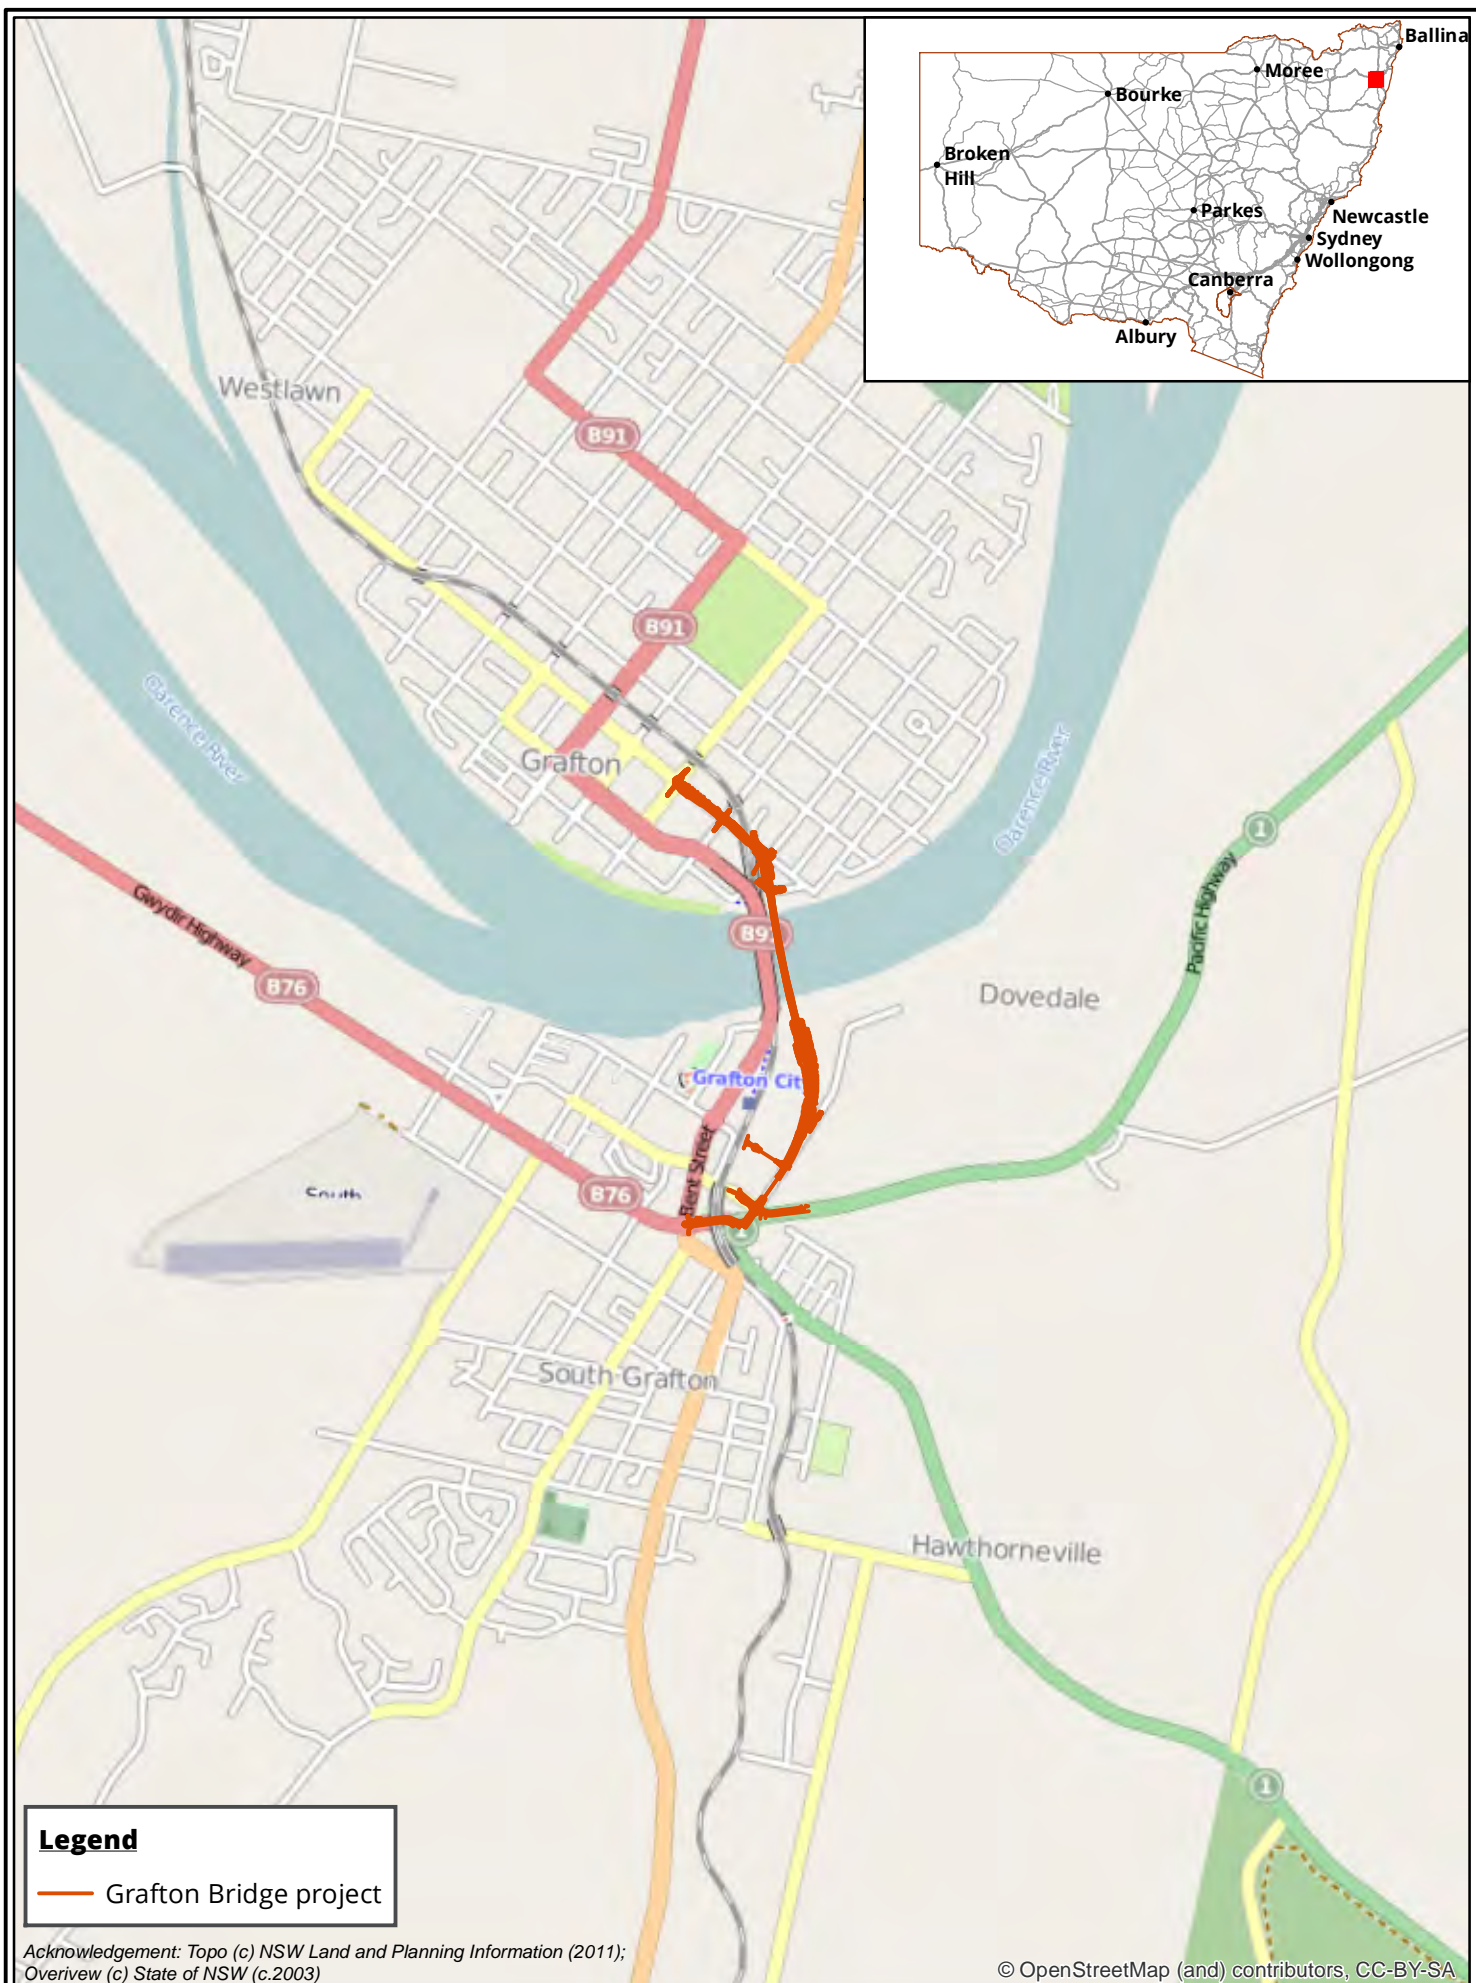 Ballina
Moree
Bourke
Broken
Hill
Parkes
Newcastle
Sydney
Wollongong
Canberra
Albury
Westlawn
B91
B91
Clarence River
Grafton
Clarence River
1
Pacific Highway
Gwydir Highway
B76
Dovedale
Grafton Cit
Bent Street
B76
South
1
South Grafton
Hawthorneville
1
Legend
Grafton Bridge project
Acknowledgement: Topo (c) NSW Land and Planning Information (2011);
Overivew (c) State of NSW (c.2003)
© OpenStreetMap (and) contributors, CC-BY-SA